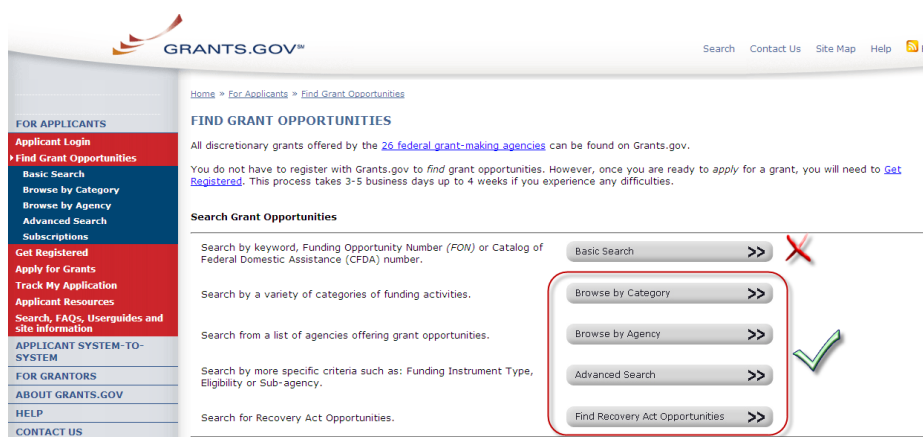 GRANTS.GOV℠
Search Contact Us Site Map Help
Home » For Applicants » Find Grant Opportunities
FOR APPLICANTS
Applicant Login
Find Grant Opportunities
Basic Search
Browse by Category
Browse by Agency
Advanced Search
Subscriptions
Get Registered
Apply for Grants
Track My Application
Applicant Resources
Search, FAQs, Userguides and
site information
APPLICANT SYSTEM-TO-
SYSTEM
FOR GRANTORS
ABOUT GRANTS.GOV
HELP
CONTACT US
FIND GRANT OPPORTUNITIES
All discretionary grants offered by the 26 federal grant-making agencies can be found on Grants.gov.
You do not have to register with Grants.gov to find grant opportunities. However, once you are ready to apply for a grant, you will need to Get
Registered. This process takes 3-5 business days up to 4 weeks if you experience any difficulties.
Search Grant Opportunities
Search by keyword, Funding Opportunity Number (FON) or Catalog of
Federal Domestic Assistance (CFDA) number.
Basic Search >>
Search by a variety of categories of funding activities.
Browse by Category >>
Search from a list of agencies offering grant opportunities.
Browse by Agency >>
Search by more specific criteria such as: Funding Instrument Type,
Eligibility or Sub-agency.
Advanced Search >>
Search for Recovery Act Opportunities.
Find Recovery Act Opportunities >>